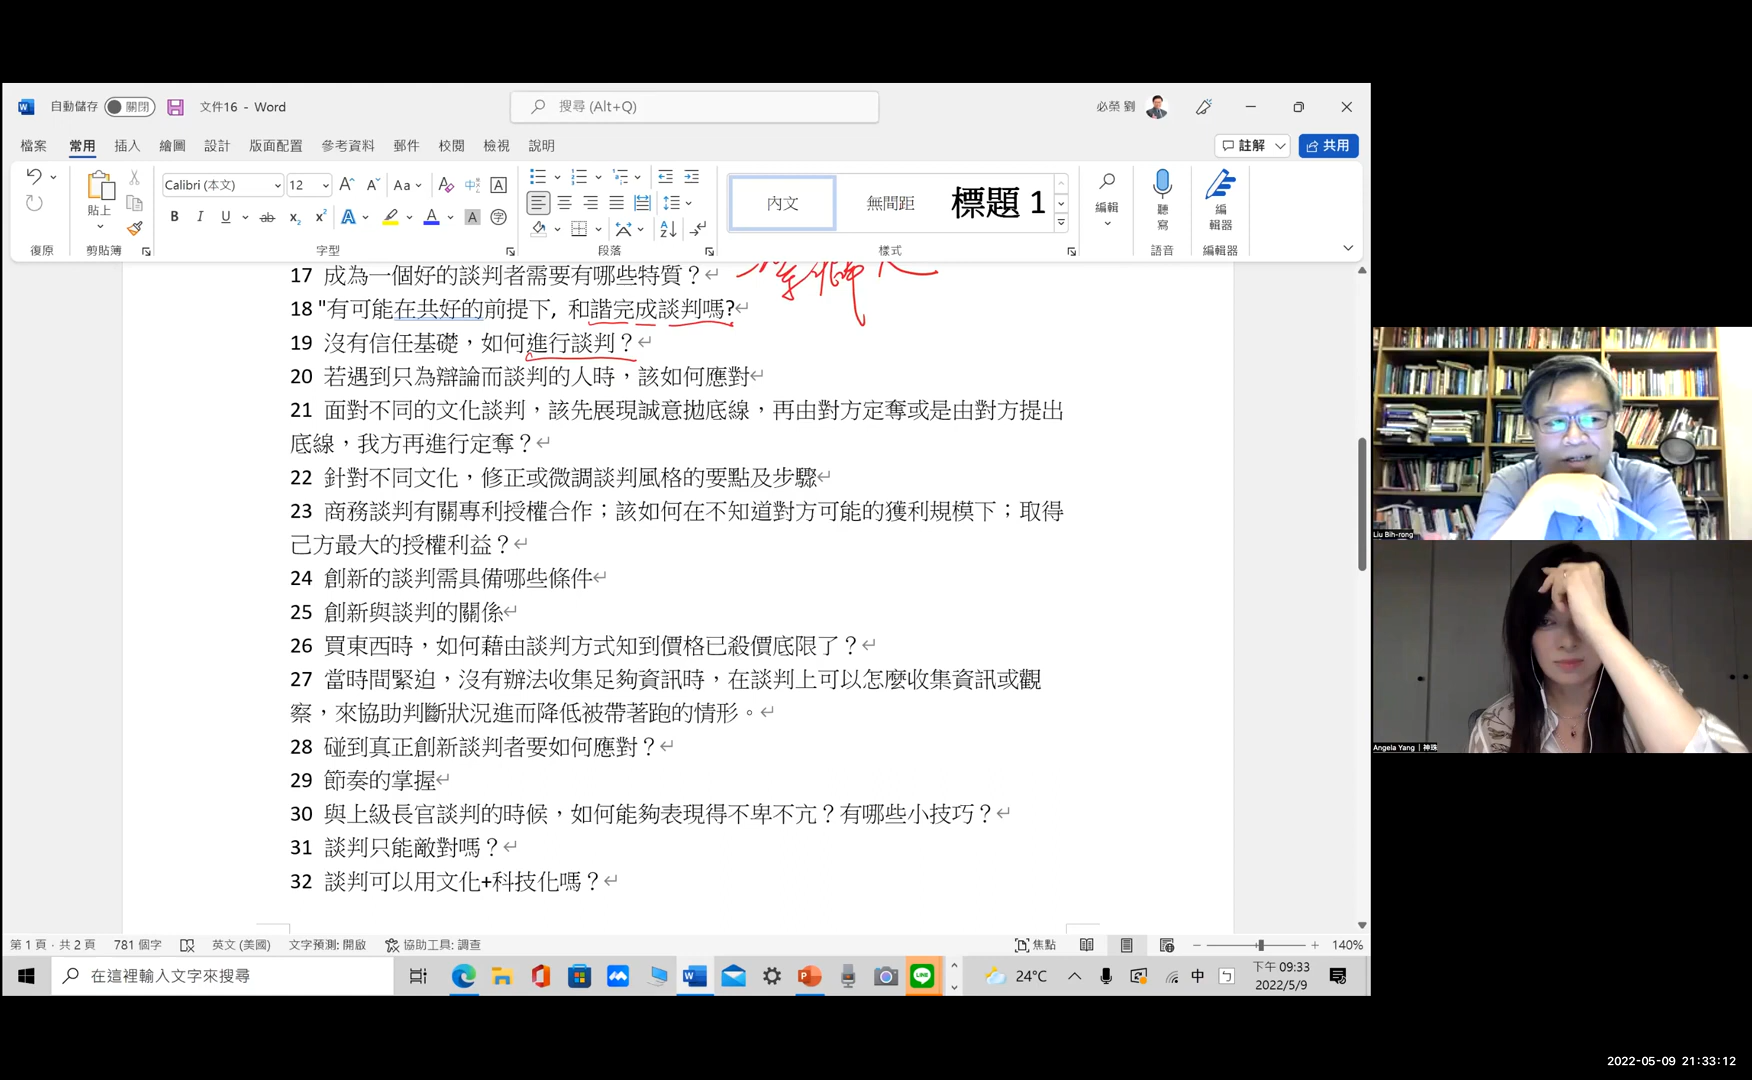 自動儲存 關閉 文件16 - Word 搜尋 (Alt+Q) 必榮 劉
檔案 常用 插入 繪圖 設計 版面配置 參考資料 郵件 校閱 檢視 說明 註解 共用
Calibri (本文) 12 Aa
貼上
內文 無間距 標題 1
編輯 聽寫 編輯器
復原 剪貼簿 字型 段落 樣式 語音 編輯器
17 成為一個好的談判者需要有哪些特質？
18 "有可能在共好的前提下, 和諧完成談判嗎?
19 沒有信任基礎，如何進行談判？
20 若遇到只為辯論而談判的人時，該如何應對
21 面對不同的文化談判，該先展現誠意拋底線，再由對方定奪或是由對方提出
底線，我方再進行定奪？
22 針對不同文化，修正或微調談判風格的要點及步驟
23 商務談判有關專利授權合作；該如何在不知道對方可能的獲利規模下；取得
己方最大的授權利益？
24 創新的談判需具備哪些條件
25 創新與談判的關係
26 買東西時，如何藉由談判方式知到價格已殺價底限了？
27 當時間緊迫，沒有辦法收集足夠資訊時，在談判上可以怎麼收集資訊或觀
察，來協助判斷狀況進而降低被帶著跑的情形。
28 碰到真正創新談判者要如何應對？
29 節奏的掌握
30 與上級長官談判的時候，如何能夠表現得不卑不亢？有哪些小技巧？
31 談判只能敵對嗎？
32 談判可以用文化+科技化嗎？
第 1 頁，共 2 頁 781 個字 英文 (美國) 文字預測: 開啟 協助工具: 調查 焦點 140%
在這裡輸入文字來搜尋 24°C 中 下午 09:33
2022/5/9
Liu Bih-rong
Angela Yang | 神珠
2022-05-09 21:33:12